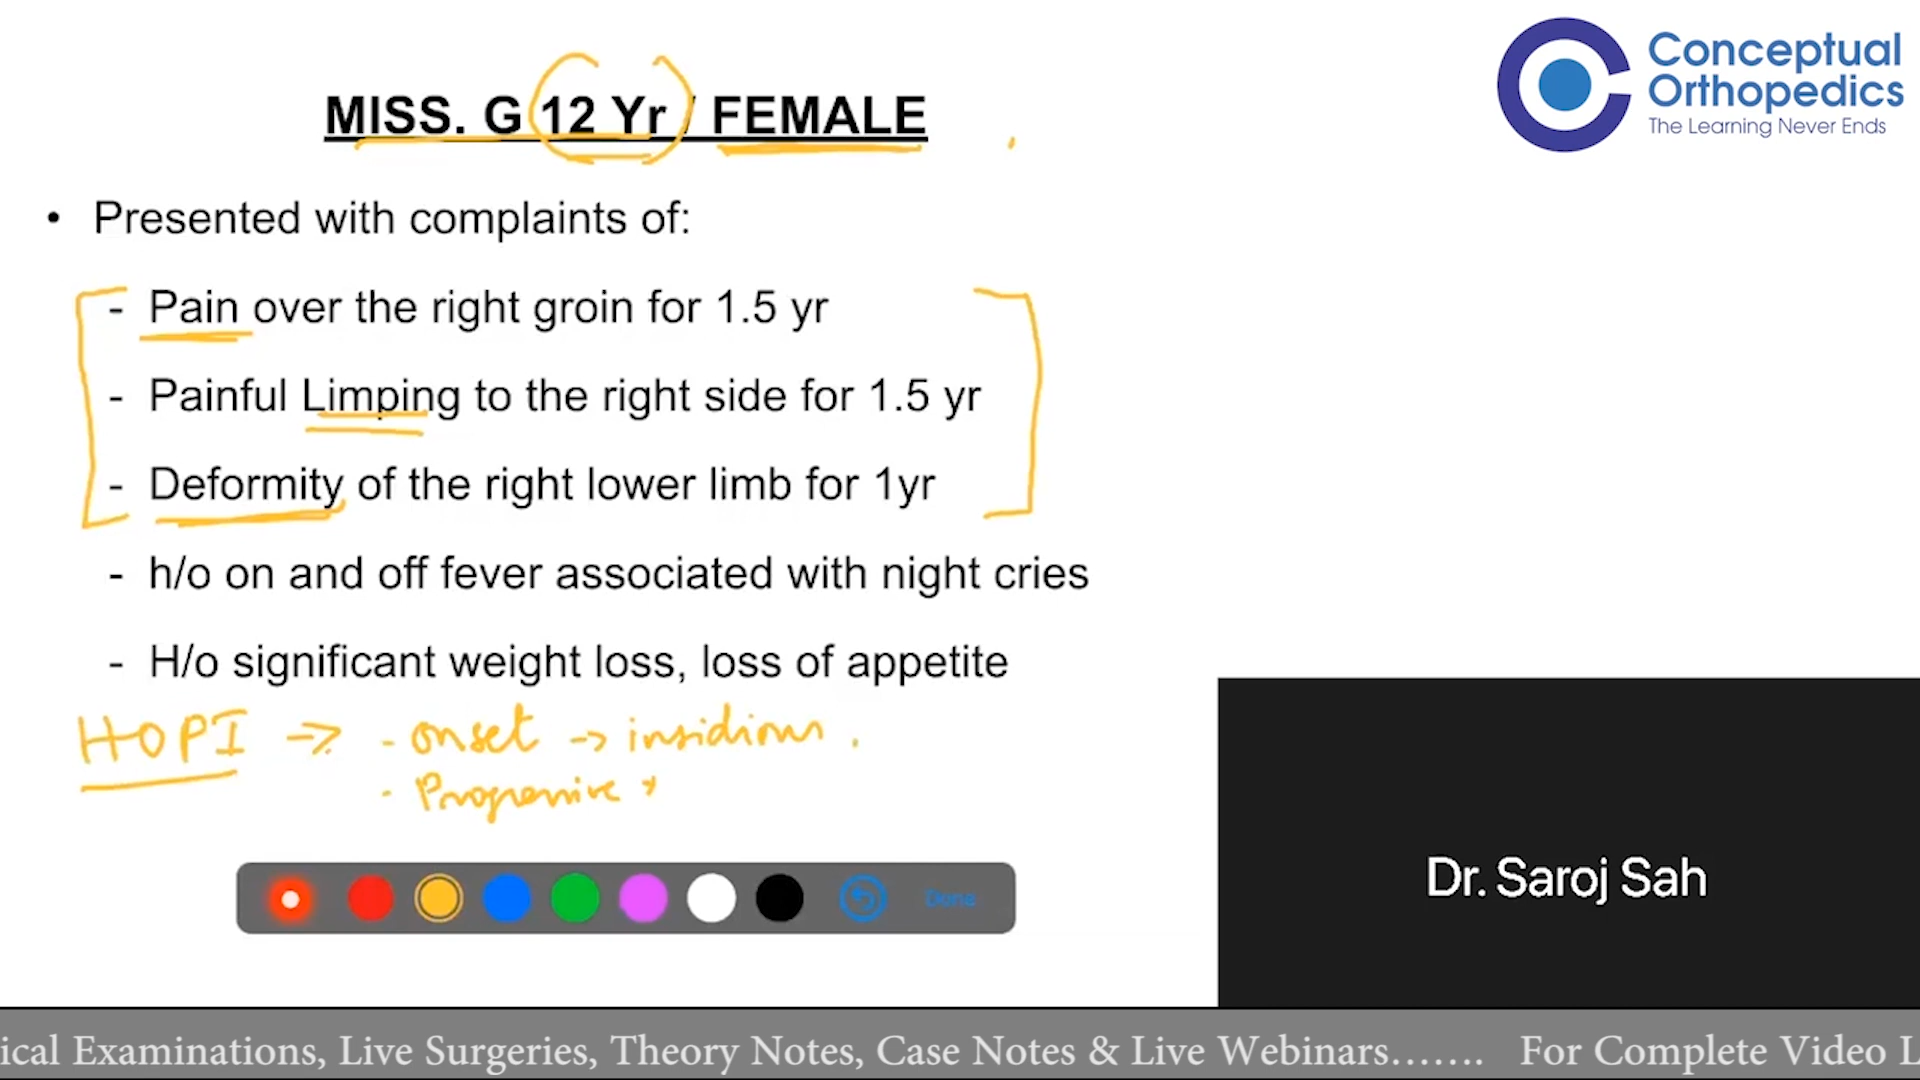 Conceptual
Orthopedics
The Learning Never Ends
MISS. G 12 Yr / FEMALE
• Presented with complaints of:
- Pain over the right groin for 1.5 yr
- Painful Limping to the right side for 1.5 yr
- Deformity of the right lower limb for 1yr
- h/o on and off fever associated with night cries
- H/o significant weight loss, loss of appetite
HOPI → - onset → insidious.
- Progressive
Done
Dr. Saroj Sah
ical Examinations, Live Surgeries, Theory Notes, Case Notes & Live Webinars....... For Complete Video L